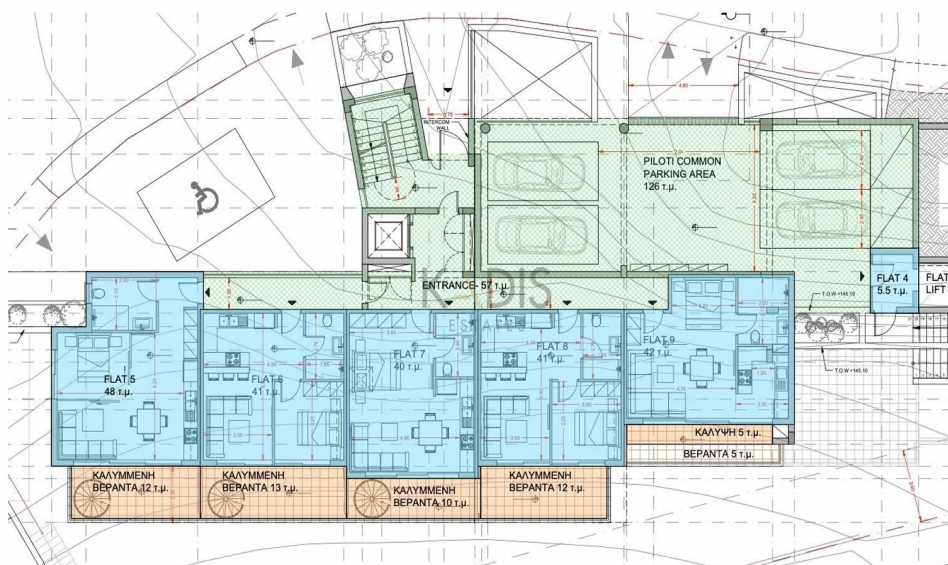 INTERCOM
WALL
PILOTI COMMON
PARKING AREA
126 τ.μ.
ENTRANCE- 57 τ.μ.
KADIS
ESTATES
FLAT 4
5.5 τ.μ.
FLAT
LIFT
T.O.W +145.10
T.O.W +145.10
FLAT 5
48 τ.μ.
FLAT 6
41 τ.μ.
FLAT 7
40 τ.μ.
FLAT 8
41 τ.μ.
FLAT 9
42 τ.μ.
ΚΑΛΥΨΗ 5 τ.μ.
ΒΕΡΑΝΤΑ 5 τ.μ.
ΚΑΛΥΜΜΕΝΗ
ΒΕΡΑΝΤΑ 12 τ.μ.
ΚΑΛΥΜΜΕΝΗ
ΒΕΡΑΝΤΑ 13 τ.μ.
ΚΑΛΥΜΜΕΝΗ
ΒΕΡΑΝΤΑ 10 τ.μ.
ΚΑΛΥΜΜΕΝΗ
ΒΕΡΑΝΤΑ 12 τ.μ.